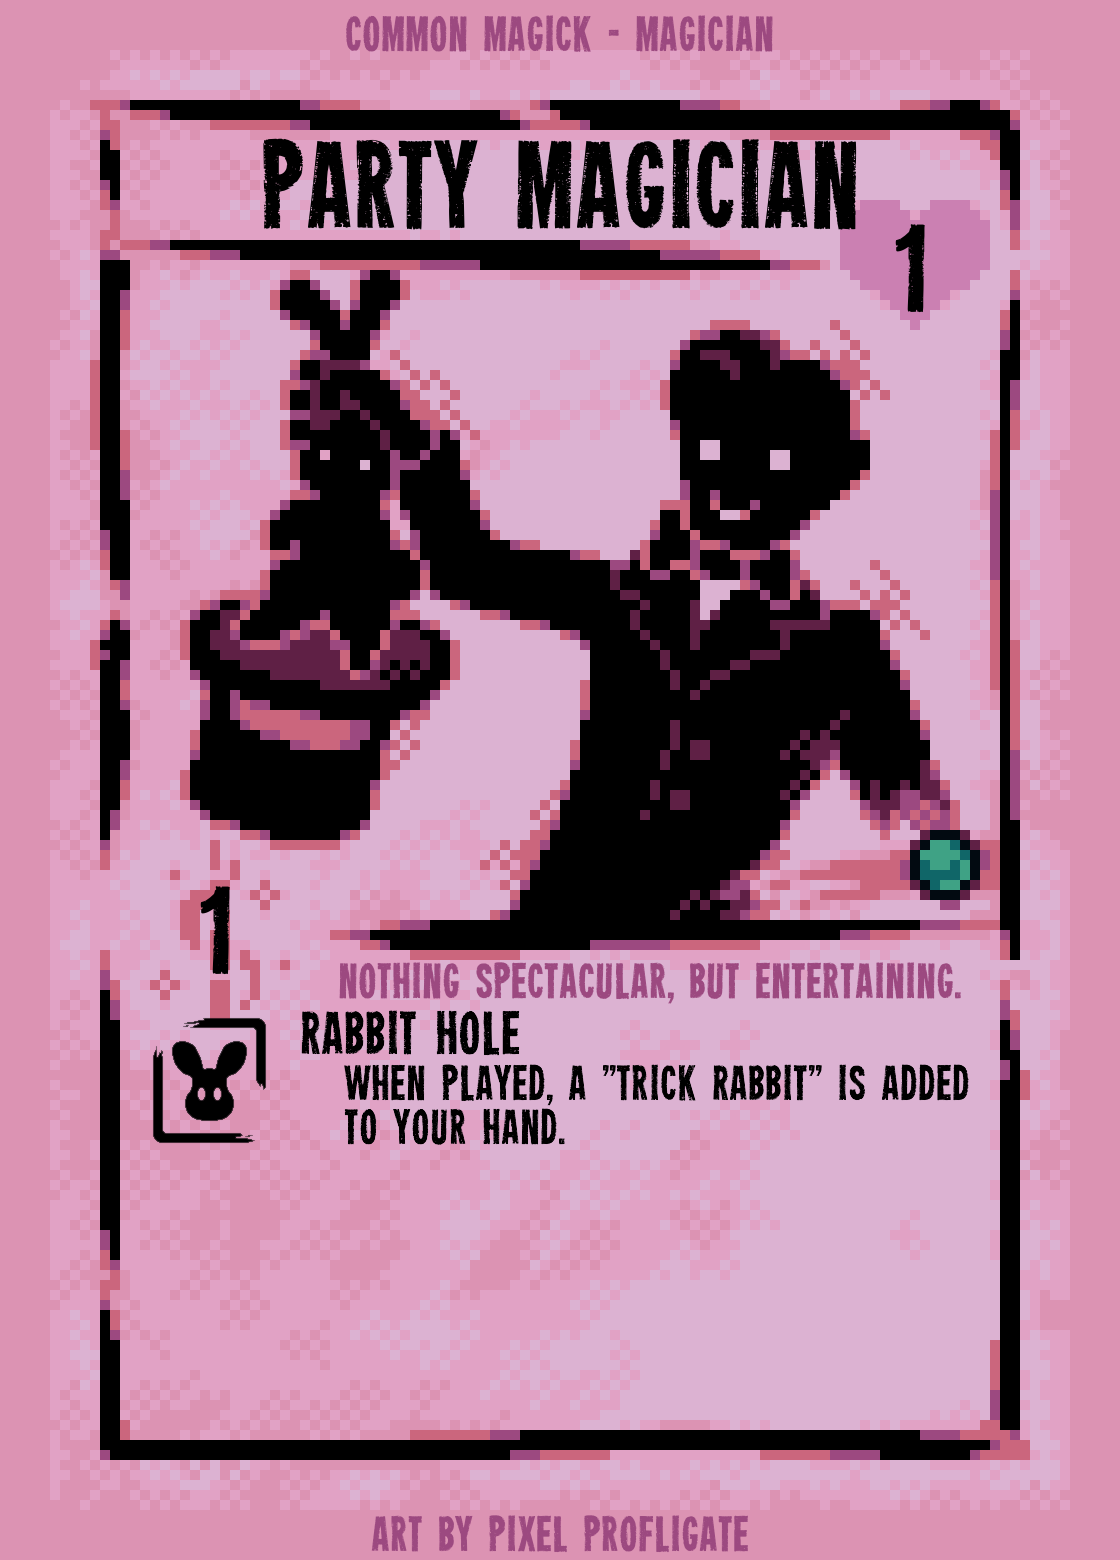 COMMON MAGICK - MAGICIAN
PARTY MAGICIAN
1
1
NOTHING SPECTACULAR, BUT ENTERTAINING.
RABBIT HOLE
WHEN PLAYED, A "TRICK RABBIT" IS ADDED
TO YOUR HAND.
ART BY PIXEL PROFLIGATE